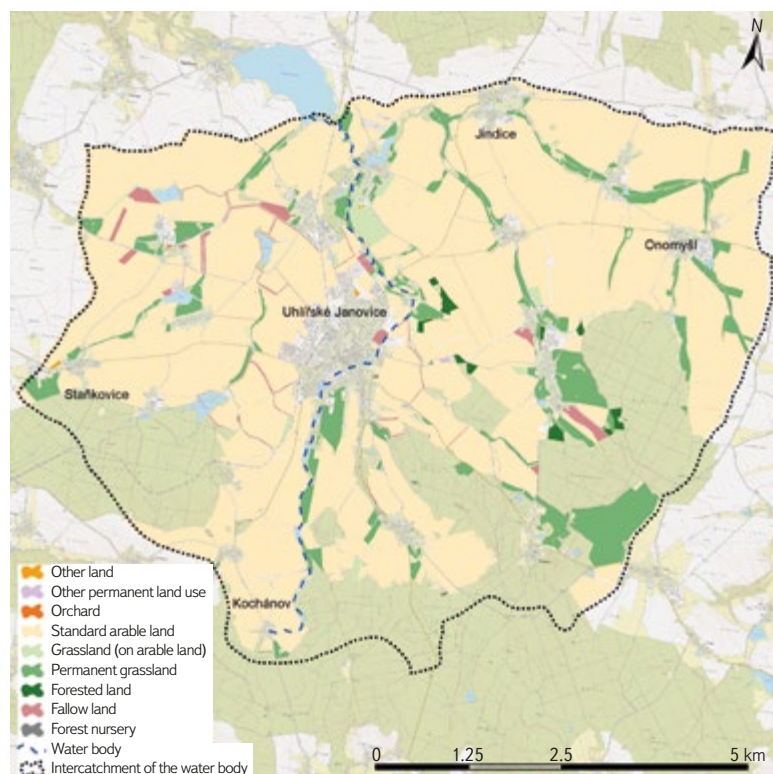 N
Jindice
Onomyšl
Uhlířské Janovice
Staňkovice
Kochánov
Other land
Other permanent land use
Orchard
Standard arable land
Grassland (on arable land)
Permanent grassland
Forested land
Fallow land
Forest nursery
Water body
Intercatchment of the water body
0 1.25 2.5 5 km